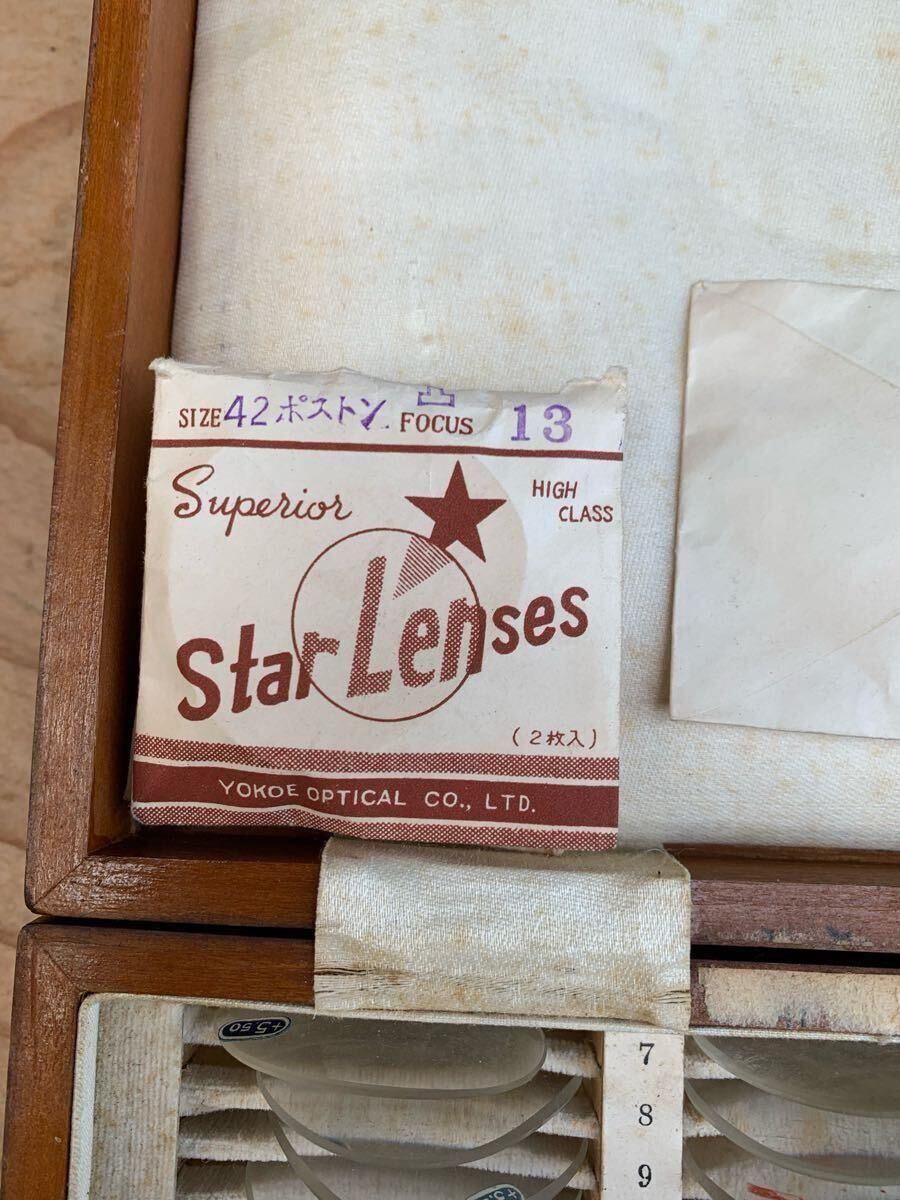 SIZE 42 ボストン 凸 FOCUS 13
Superior
HIGH CLASS
Star Lenses
(2枚入)
YOKOE OPTICAL CO., LTD.
+5.50
7
8
9